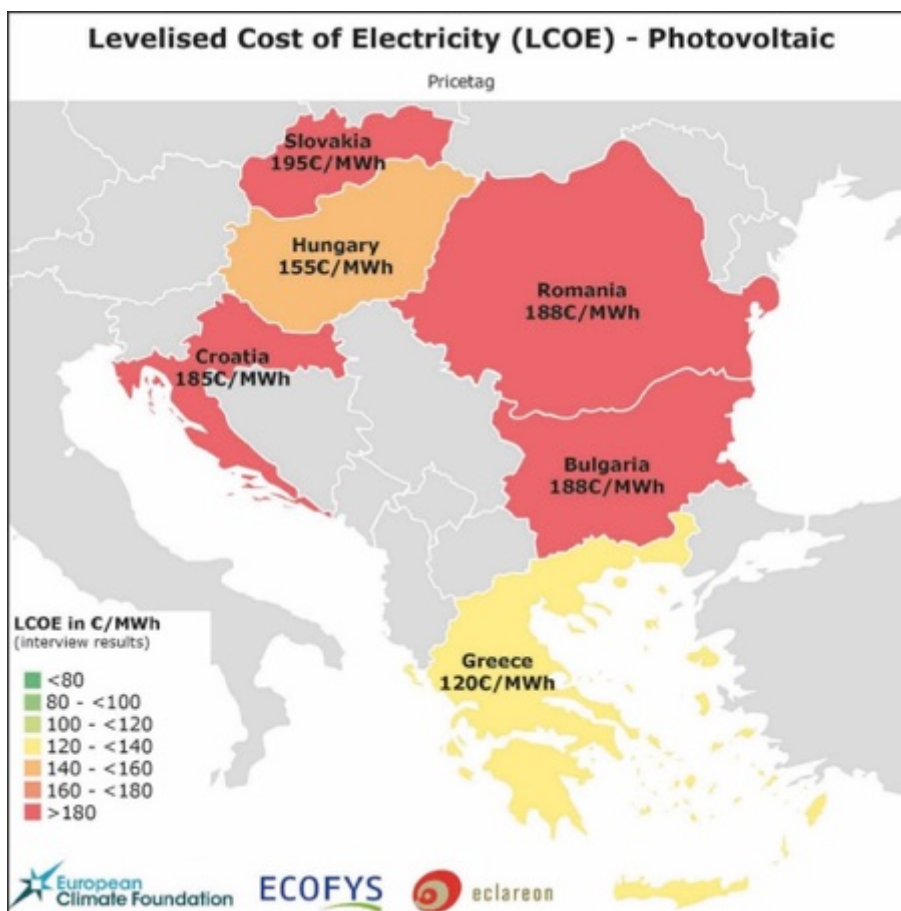 Levelised Cost of Electricity (LCOE) - Photovoltaic
Pricetag
Slovakia
195€/MWh
Hungary
155€/MWh
Romania
188€/MWh
Croatia
185€/MWh
Bulgaria
188€/MWh
Greece
120€/MWh
LCOE in €/MWh
(interview results)
<80
80 - <100
100 - <120
120 - <140
140 - <160
160 - <180
>180
European
Climate Foundation
ECOFYS
eclareon